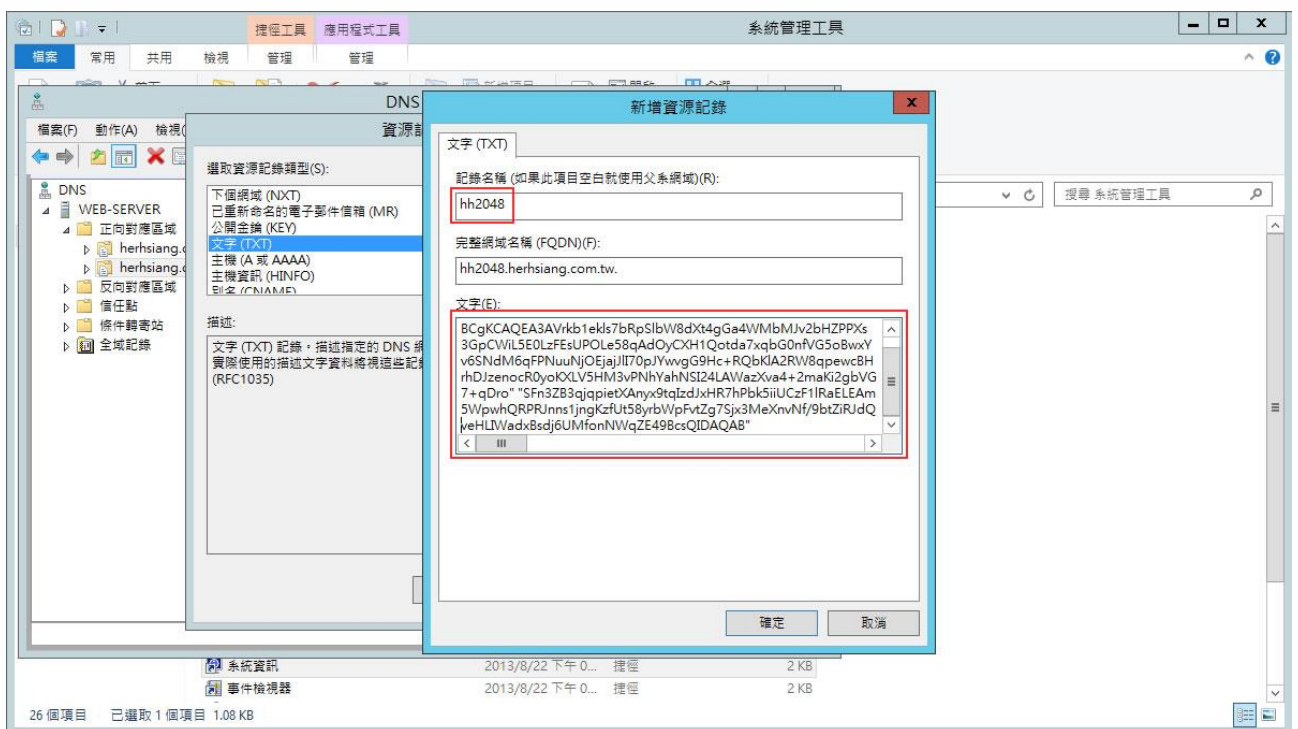 捷徑工具 應用程式工具 系統管理工具
檔案 常用 共用 檢視 管理 管理
DNS
檔案(F) 動作(A) 檢視(
DNS
WEB-SERVER
正向對應區域
herhsiang.c
herhsiang.c
反向對應區域
信任點
條件轉寄站
全域記錄
選取資源記錄類型(S):
下個網域 (NXT)
已重新命名的電子郵件信箱 (MR)
公開金鑰 (KEY)
文字 (TXT)
主機 (A 或 AAAA)
主機資訊 (HINFO)
別名 (CNAME)
描述:
文字 (TXT) 記錄。描述指定的 DNS 網
實際使用的描述文字資料將視這些記錄
(RFC1035)
新增資源記錄
文字 (TXT)
記錄名稱 (如果此項目空白就使用父系網域)(R):
hh2048
完整網域名稱 (FQDN)(F):
hh2048.herhsiang.com.tw.
文字(E):
BCgKCAQEA3AVrkb1ekls7bRpSlbW8dXt4gGa4WMbMJv2bHZPPXs
3GpCWiL5E0LzFEsUPOLe58qAdOyCXH1Qotda7xqbG0nfVG5oBwxY
v6SNdM6qFPNuuNjOEjajJlI70pJYwvgG9Hc+RQbKlA2RW8qpewcBH
rhDJzenocR0yoKXLV5HM3vPNhYahNSI24LAWazXva4+2maKi2gbVG
7+qDro" "SFn3ZB3qjqpietXAnyx9tqIzdJxHR7hPbk5iiUCzF1lRaELEAm
5WpwhQRPRJnns1jngKzfUt58yrbWpFvtZg7Sjx3MeXnvNf/9btZiRJdQ
veHLIWadxBsdj6UMfonNWqZE49BcsQIDAQAB"
確定 取消
搜尋 系統管理工具
系統資訊 2013/8/22 下午 0... 捷徑 2 KB
事件檢視器 2013/8/22 下午 0... 捷徑 2 KB
26 個項目 已選取 1 個項目 1.08 KB